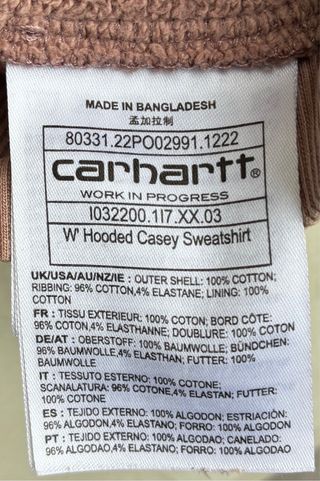 MADE IN BANGLADESH
孟加拉制
80331.22PO02991.1222
carhartt®
WORK IN PROGRESS
I032200.1I7.XX.03
W' Hooded Casey Sweatshirt
UK/USA/AU/NZ/IE : OUTER SHELL: 100% COTTON;
RIBBING: 96% COTTON,4% ELASTANE; LINING: 100%
COTTON
FR : TISSU EXTERIEUR: 100% COTON; BORD CÔTE:
96% COTON,4% ELASTHANNE; DOUBLURE: 100% COTON
DE/AT: OBERSTOFF: 100% BAUMWOLLE; BÜNDCHEN:
96% BAUMWOLLE,4% ELASTHAN; FUTTER: 100%
BAUMWOLLE
IT : TESSUTO ESTERNO: 100% COTONE;
SCANALATURA: 96% COTONE,4% ELASTAN; FUTTER:
100% COTONE
ES : TEJIDO EXTERNO: 100% ALGODON; ESTRIACIÓN:
96% ALGODON,4% ELASTANO; FORRO: 100% ALGODON
PT : TEJIDO EXTERNO: 100% ALGODAO; CANELADO:
96% ALGODAO,4% ELASTANO; FORRO: 100% ALGODAO